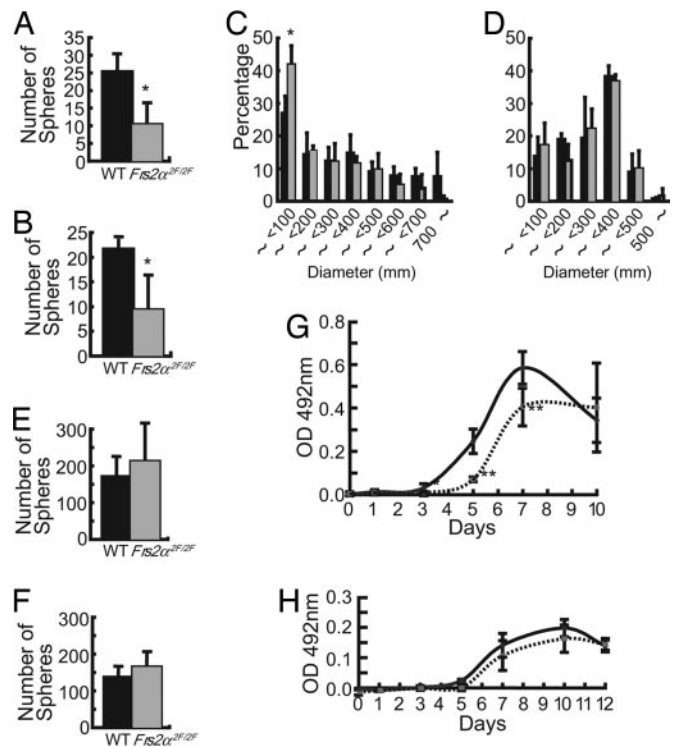 A
Number of
Spheres
35
30
25
20
15
10
5
0
*
WT Frs2α2F/2F
B
Number of
Spheres
25
20
15
10
5
0
*
WT Frs2α2F/2F
C
Percentage
50
40
30
20
10
0
*
~ <100
~ <200
~ <300
~ <400
~ <500
~ <600
~ <700
700 ~
Diameter (mm)
D
50
40
30
20
10
0
~ <100
~ <200
~ <300
~ <400
~ <500
500 ~
Diameter (mm)
E
Number of
Spheres
300
200
100
0
WT Frs2α2F/2F
F
Number of
Spheres
300
200
100
0
WT Frs2α2F/2F
G
OD 492nm
0.8
0.6
0.4
0.2
0.0
*
**
**
0 1 2 3 4 5 6 7 8 9 10
Days
H
OD 492nm
0.3
0.2
0.1
0.0
0 1 2 3 4 5 6 7 8 9 10 11 12
Days